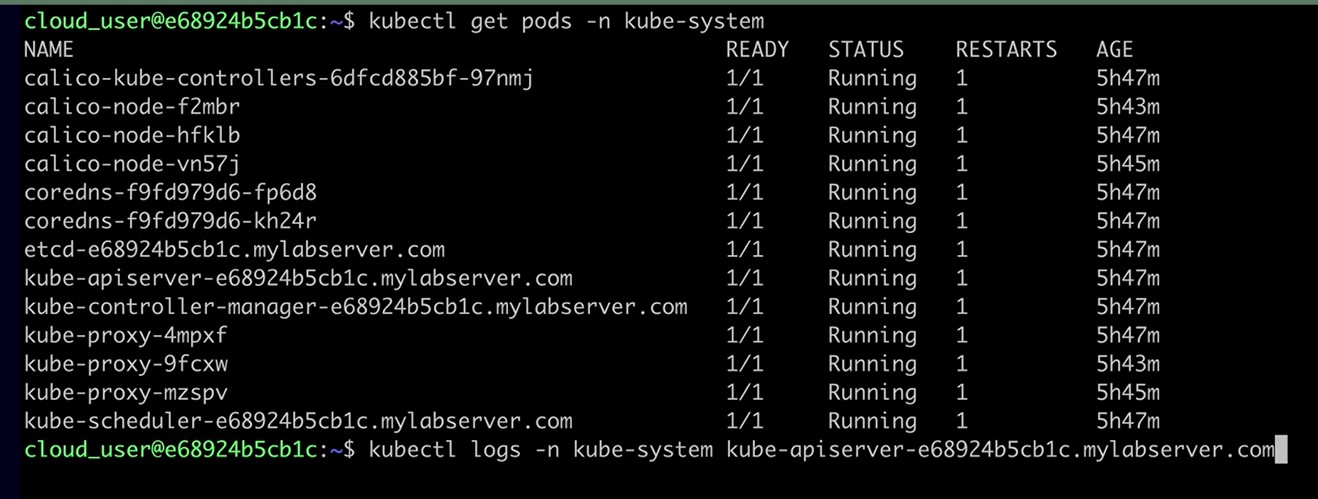 cloud_user@e68924b5cb1c:~$ kubectl get pods -n kube-system
NAME READY STATUS RESTARTS AGE
calico-kube-controllers-6dfcd885bf-97nmj 1/1 Running 1 5h47m
calico-node-f2mbr 1/1 Running 1 5h43m
calico-node-hfklb 1/1 Running 1 5h47m
calico-node-vn57j 1/1 Running 1 5h45m
coredns-f9fd979d6-fp6d8 1/1 Running 1 5h47m
coredns-f9fd979d6-kh24r 1/1 Running 1 5h47m
etcd-e68924b5cb1c.mylabserver.com 1/1 Running 1 5h47m
kube-apiserver-e68924b5cb1c.mylabserver.com 1/1 Running 1 5h47m
kube-controller-manager-e68924b5cb1c.mylabserver.com 1/1 Running 1 5h47m
kube-proxy-4mpxf 1/1 Running 1 5h47m
kube-proxy-9fcxw 1/1 Running 1 5h43m
kube-proxy-mzspv 1/1 Running 1 5h45m
kube-scheduler-e68924b5cb1c.mylabserver.com 1/1 Running 1 5h47m
cloud_user@e68924b5cb1c:~$ kubectl logs -n kube-system kube-apiserver-e68924b5cb1c.mylabserver.com